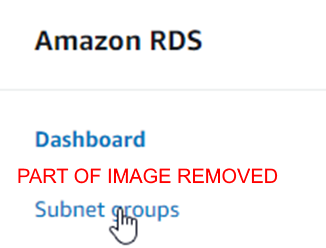 Amazon RDS
Dashboard
PART OF IMAGE REMOVED
Subnet groups